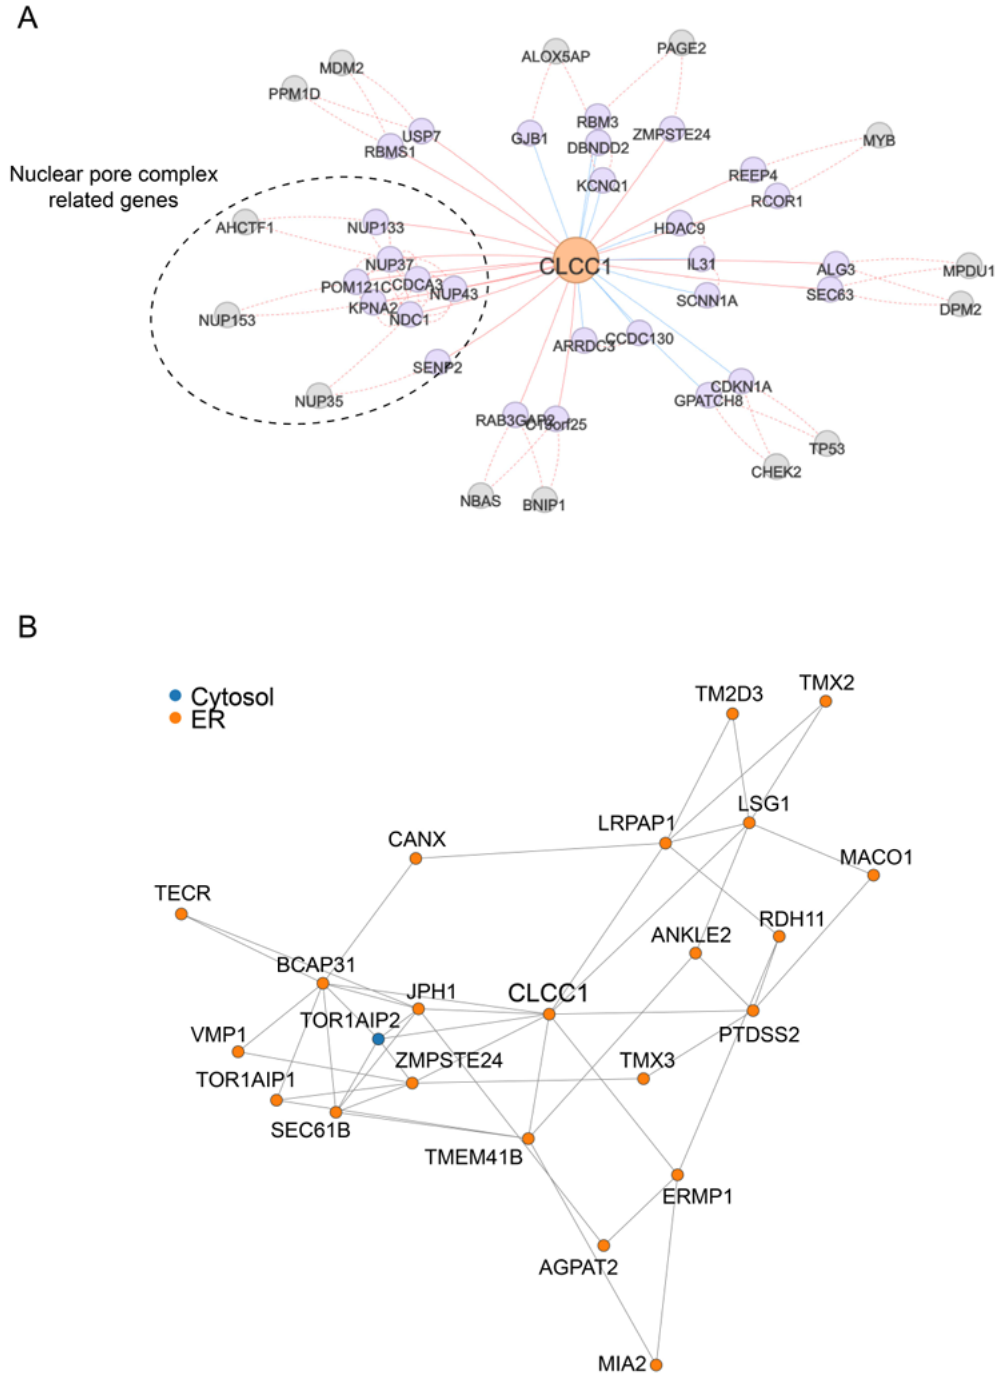 A
ALOX5AP
PAGE2
MDM2
PPM1D
USP7
RBMS1
GJB1
RBM3
DBNDD2
ZMPSTE24
MYB
KCNQ1
REEP4
RCOR1
Nuclear pore complex
related genes
AHCTF1
NUP133
HDAC9
NUP37
CLCC1
IL31
ALG3
MPDU1
POM121C
CDCA3
NUP43
SEC63
SCNN1A
KPNA2
NDC1
NUP153
DPM2
ARRDC3
CCDC130
SENP2
CDKN1A
GPATCH8
NUP35
RAB3GAP2
C19orf25
TP53
CHEK2
NBAS
BNIP1
B
Cytosol
ER
TM2D3
TMX2
LSG1
LRPAP1
CANX
MACO1
TECR
RDH11
ANKLE2
BCAP31
JPH1
CLCC1
TOR1AIP2
VMP1
PTDSS2
ZMPSTE24
TMX3
TOR1AIP1
SEC61B
TMEM41B
ERMP1
AGPAT2
MIA2